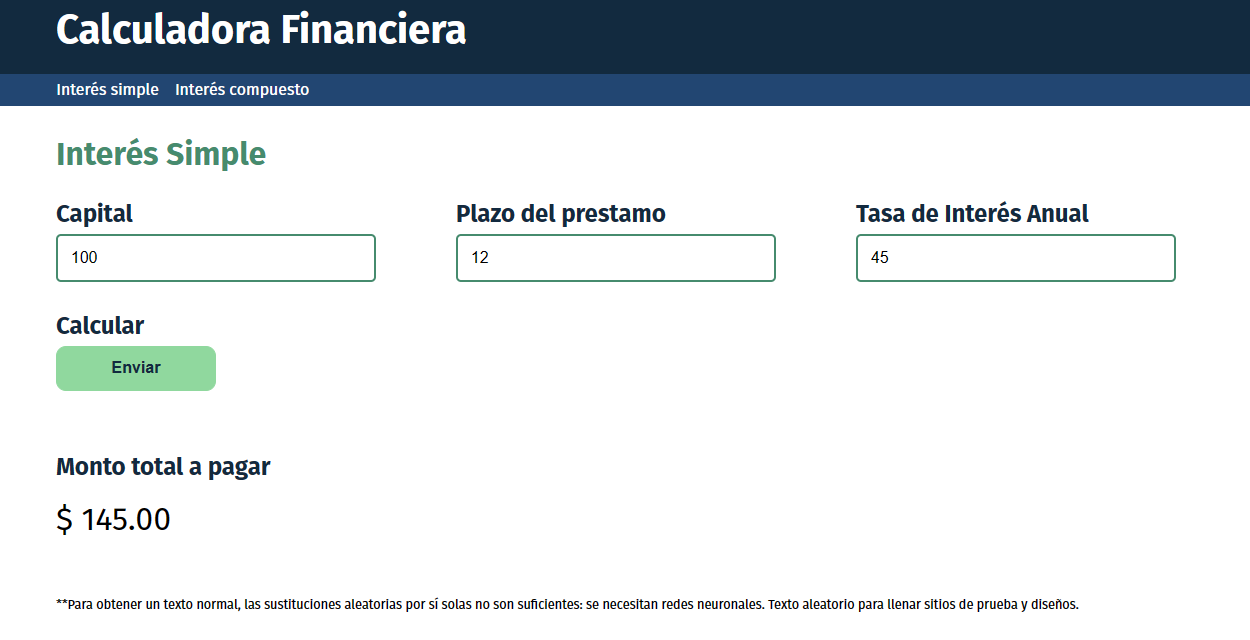 Calculadora Financiera
Interés simple Interés compuesto
Interés Simple
Capital Plazo del prestamo Tasa de Interés Anual
100 12 45
Calcular
Enviar
Monto total a pagar
$ 145.00
**Para obtener un texto normal, las sustituciones aleatorias por sí solas no son suficientes: se necesitan redes neuronales. Texto aleatorio para llenar sitios de prueba y diseños.